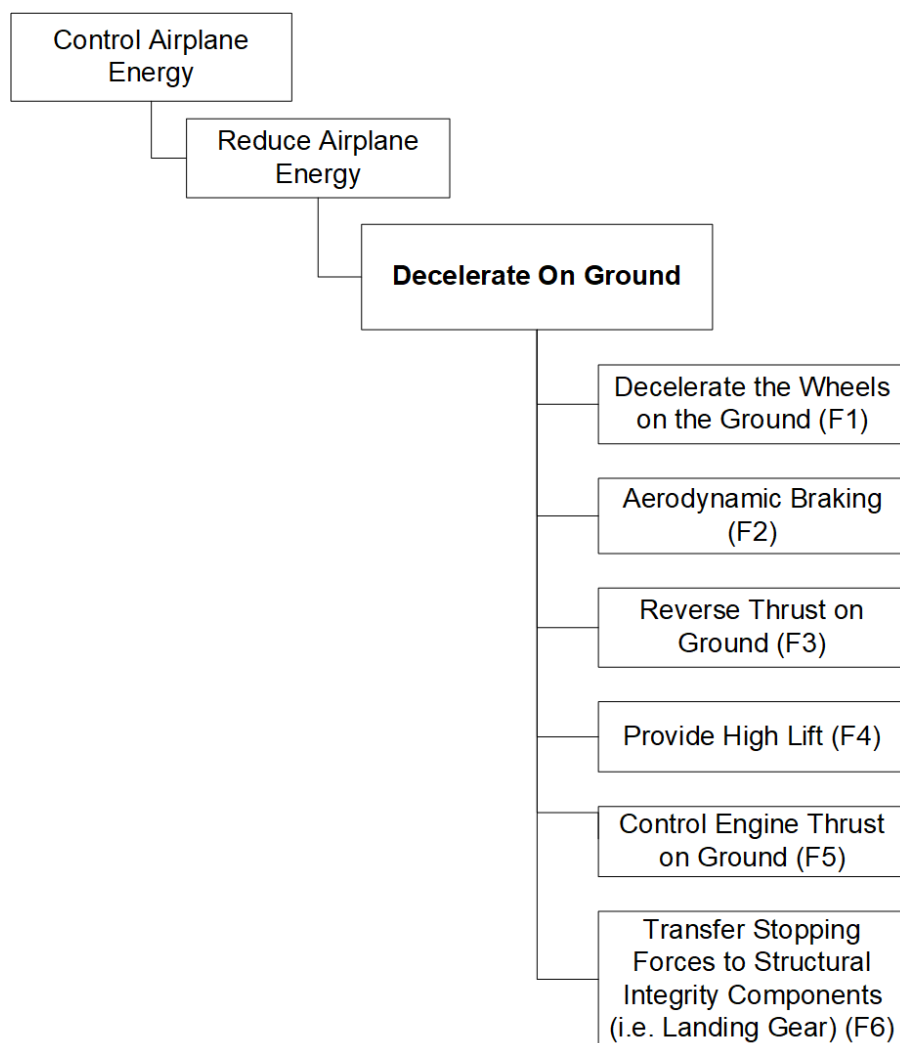 Control Airplane
Energy
Reduce Airplane
Energy
Decelerate On Ground
Decelerate the Wheels
on the Ground (F1)
Aerodynamic Braking
(F2)
Reverse Thrust on
Ground (F3)
Provide High Lift (F4)
Control Engine Thrust
on Ground (F5)
Transfer Stopping
Forces to Structural
Integrity Components
(i.e. Landing Gear) (F6)